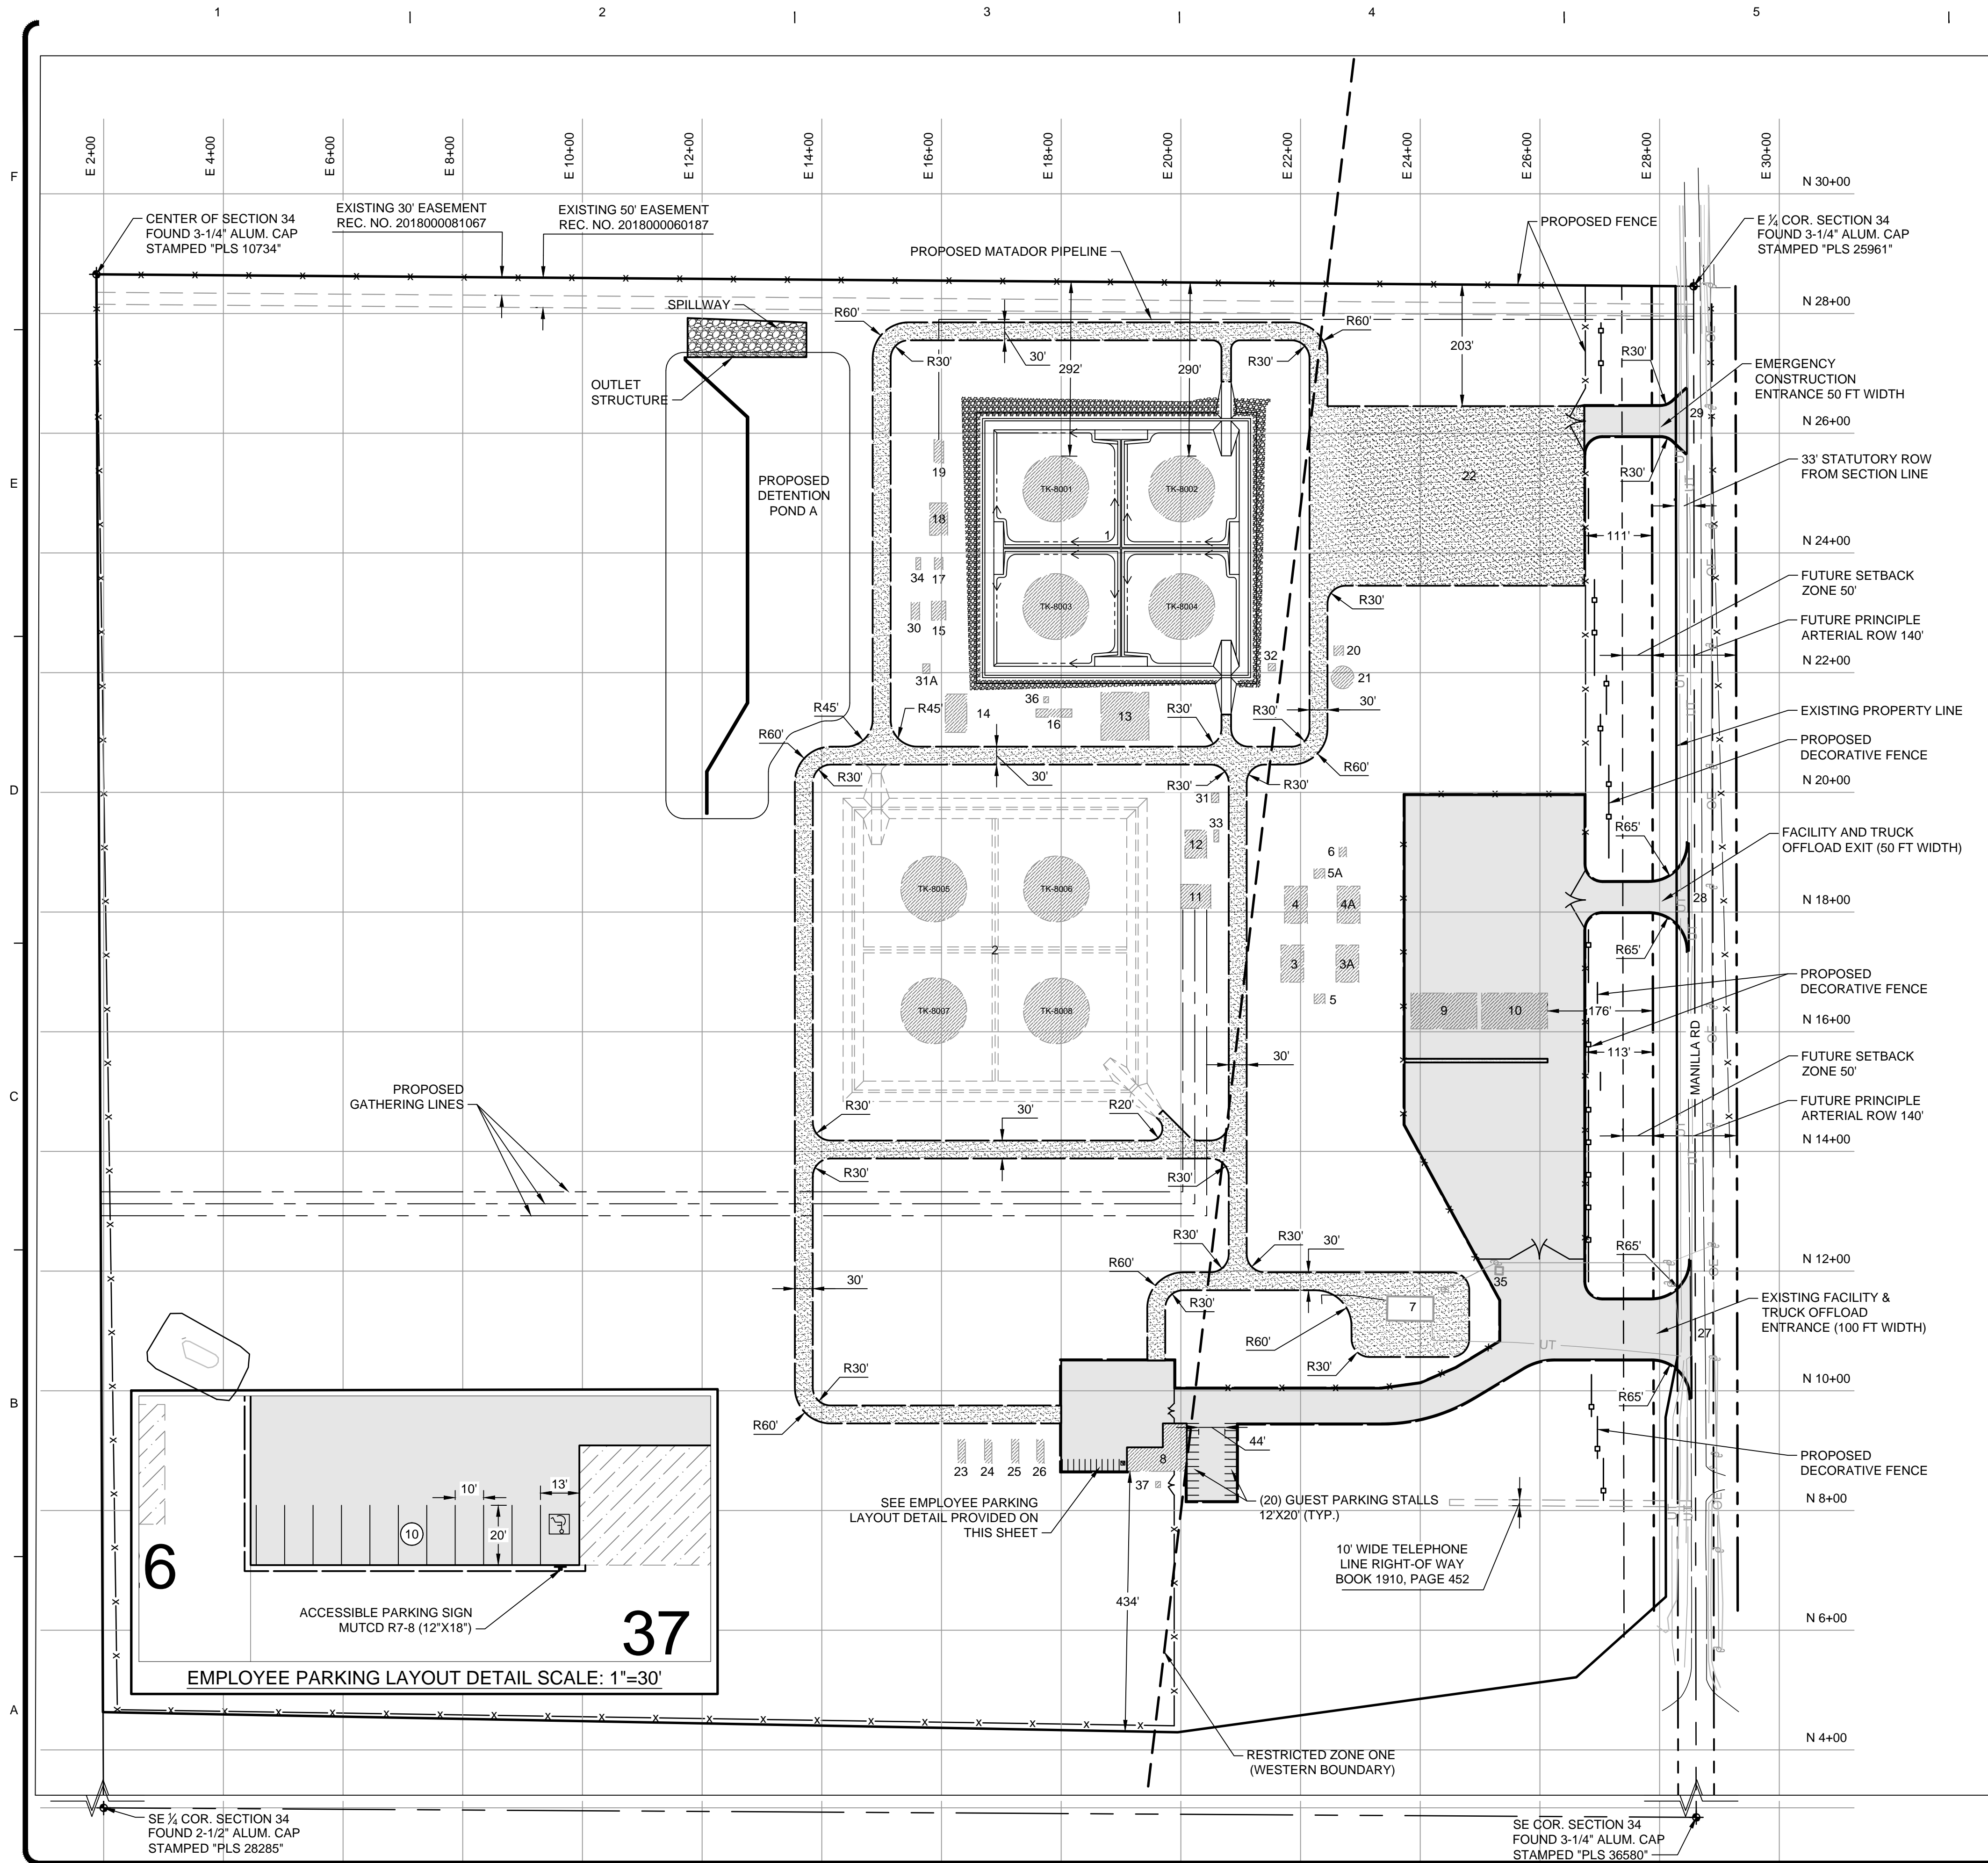 1
2
3
4
5
F
E
D
C
B
A
E 2+00
E 4+00
E 6+00
E 8+00
E 10+00
E 12+00
E 14+00
E 16+00
E 18+00
E 20+00
E 22+00
E 24+00
E 26+00
E 28+00
E 30+00
N 30+00
N 28+00
N 26+00
N 24+00
N 22+00
N 20+00
N 18+00
N 16+00
N 14+00
N 12+00
N 10+00
N 8+00
N 6+00
N 4+00
CENTER OF SECTION 34
FOUND 3-1/4" ALUM. CAP
STAMPED "PLS 10734"
EXISTING 30' EASEMENT
REC. NO. 2018000081067
EXISTING 50' EASEMENT
REC. NO. 2018000060187
PROPOSED MATADOR PIPELINE
PROPOSED FENCE
E ¼ COR. SECTION 34
FOUND 3-1/4" ALUM. CAP
STAMPED "PLS 25961"
SPILLWAY
R60'
R60'
R30'
30'
292'
290'
R30'
203'
R30'
EMERGENCY
CONSTRUCTION
ENTRANCE 50 FT WIDTH
29
OUTLET
STRUCTURE
33' STATUTORY ROW
FROM SECTION LINE
R30'
PROPOSED
DETENTION
POND A
19
18
34
17
30
15
31A
TK-8001
TK-8002
1
TK-8003
TK-8004
22
111'
FUTURE SETBACK
ZONE 50'
R30'
FUTURE PRINCIPLE
ARTERIAL ROW 140'
32
20
21
14
36
16
13
30'
R45'
R45'
R60'
R30'
R30'
R30'
R60'
R30'
30'
R30'
R30'
EXISTING PROPERTY LINE
PROPOSED
DECORATIVE FENCE
31
33
12
11
6
5A
4
4A
3
3A
5
TK-8005
TK-8006
2
TK-8007
TK-8008
R65'
FACILITY AND TRUCK
OFFLOAD EXIT (50 FT WIDTH)
28
R65'
PROPOSED
DECORATIVE FENCE
9
10
176'
113'
MANILLA RD
FUTURE SETBACK
ZONE 50'
FUTURE PRINCIPLE
ARTERIAL ROW 140'
30'
PROPOSED
GATHERING LINES
R30'
30'
R20'
R30'
R30'
R30'
R30'
30'
R60'
R30'
30'
R65'
35
7
R60'
R30'
UT
EXISTING FACILITY &
TRUCK OFFLOAD
ENTRANCE (100 FT WIDTH)
27
R65'
R30'
R60'
23
24
25
26
8
37
44'
SEE EMPLOYEE PARKING
LAYOUT DETAIL PROVIDED ON
THIS SHEET
(20) GUEST PARKING STALLS
12'X20' (TYP.)
PROPOSED
DECORATIVE FENCE
10' WIDE TELEPHONE
LINE RIGHT-OF WAY
BOOK 1910, PAGE 452
434'
10'
13'
10
20'
6
ACCESSIBLE PARKING SIGN
MUTCD R7-8 (12"X18")
37
EMPLOYEE PARKING LAYOUT DETAIL SCALE: 1"=30'
RESTRICTED ZONE ONE
(WESTERN BOUNDARY)
SE ¼ COR. SECTION 34
FOUND 2-1/2" ALUM. CAP
STAMPED "PLS 28285"
SE COR. SECTION 34
FOUND 3-1/4" ALUM. CAP
STAMPED "PLS 36580"